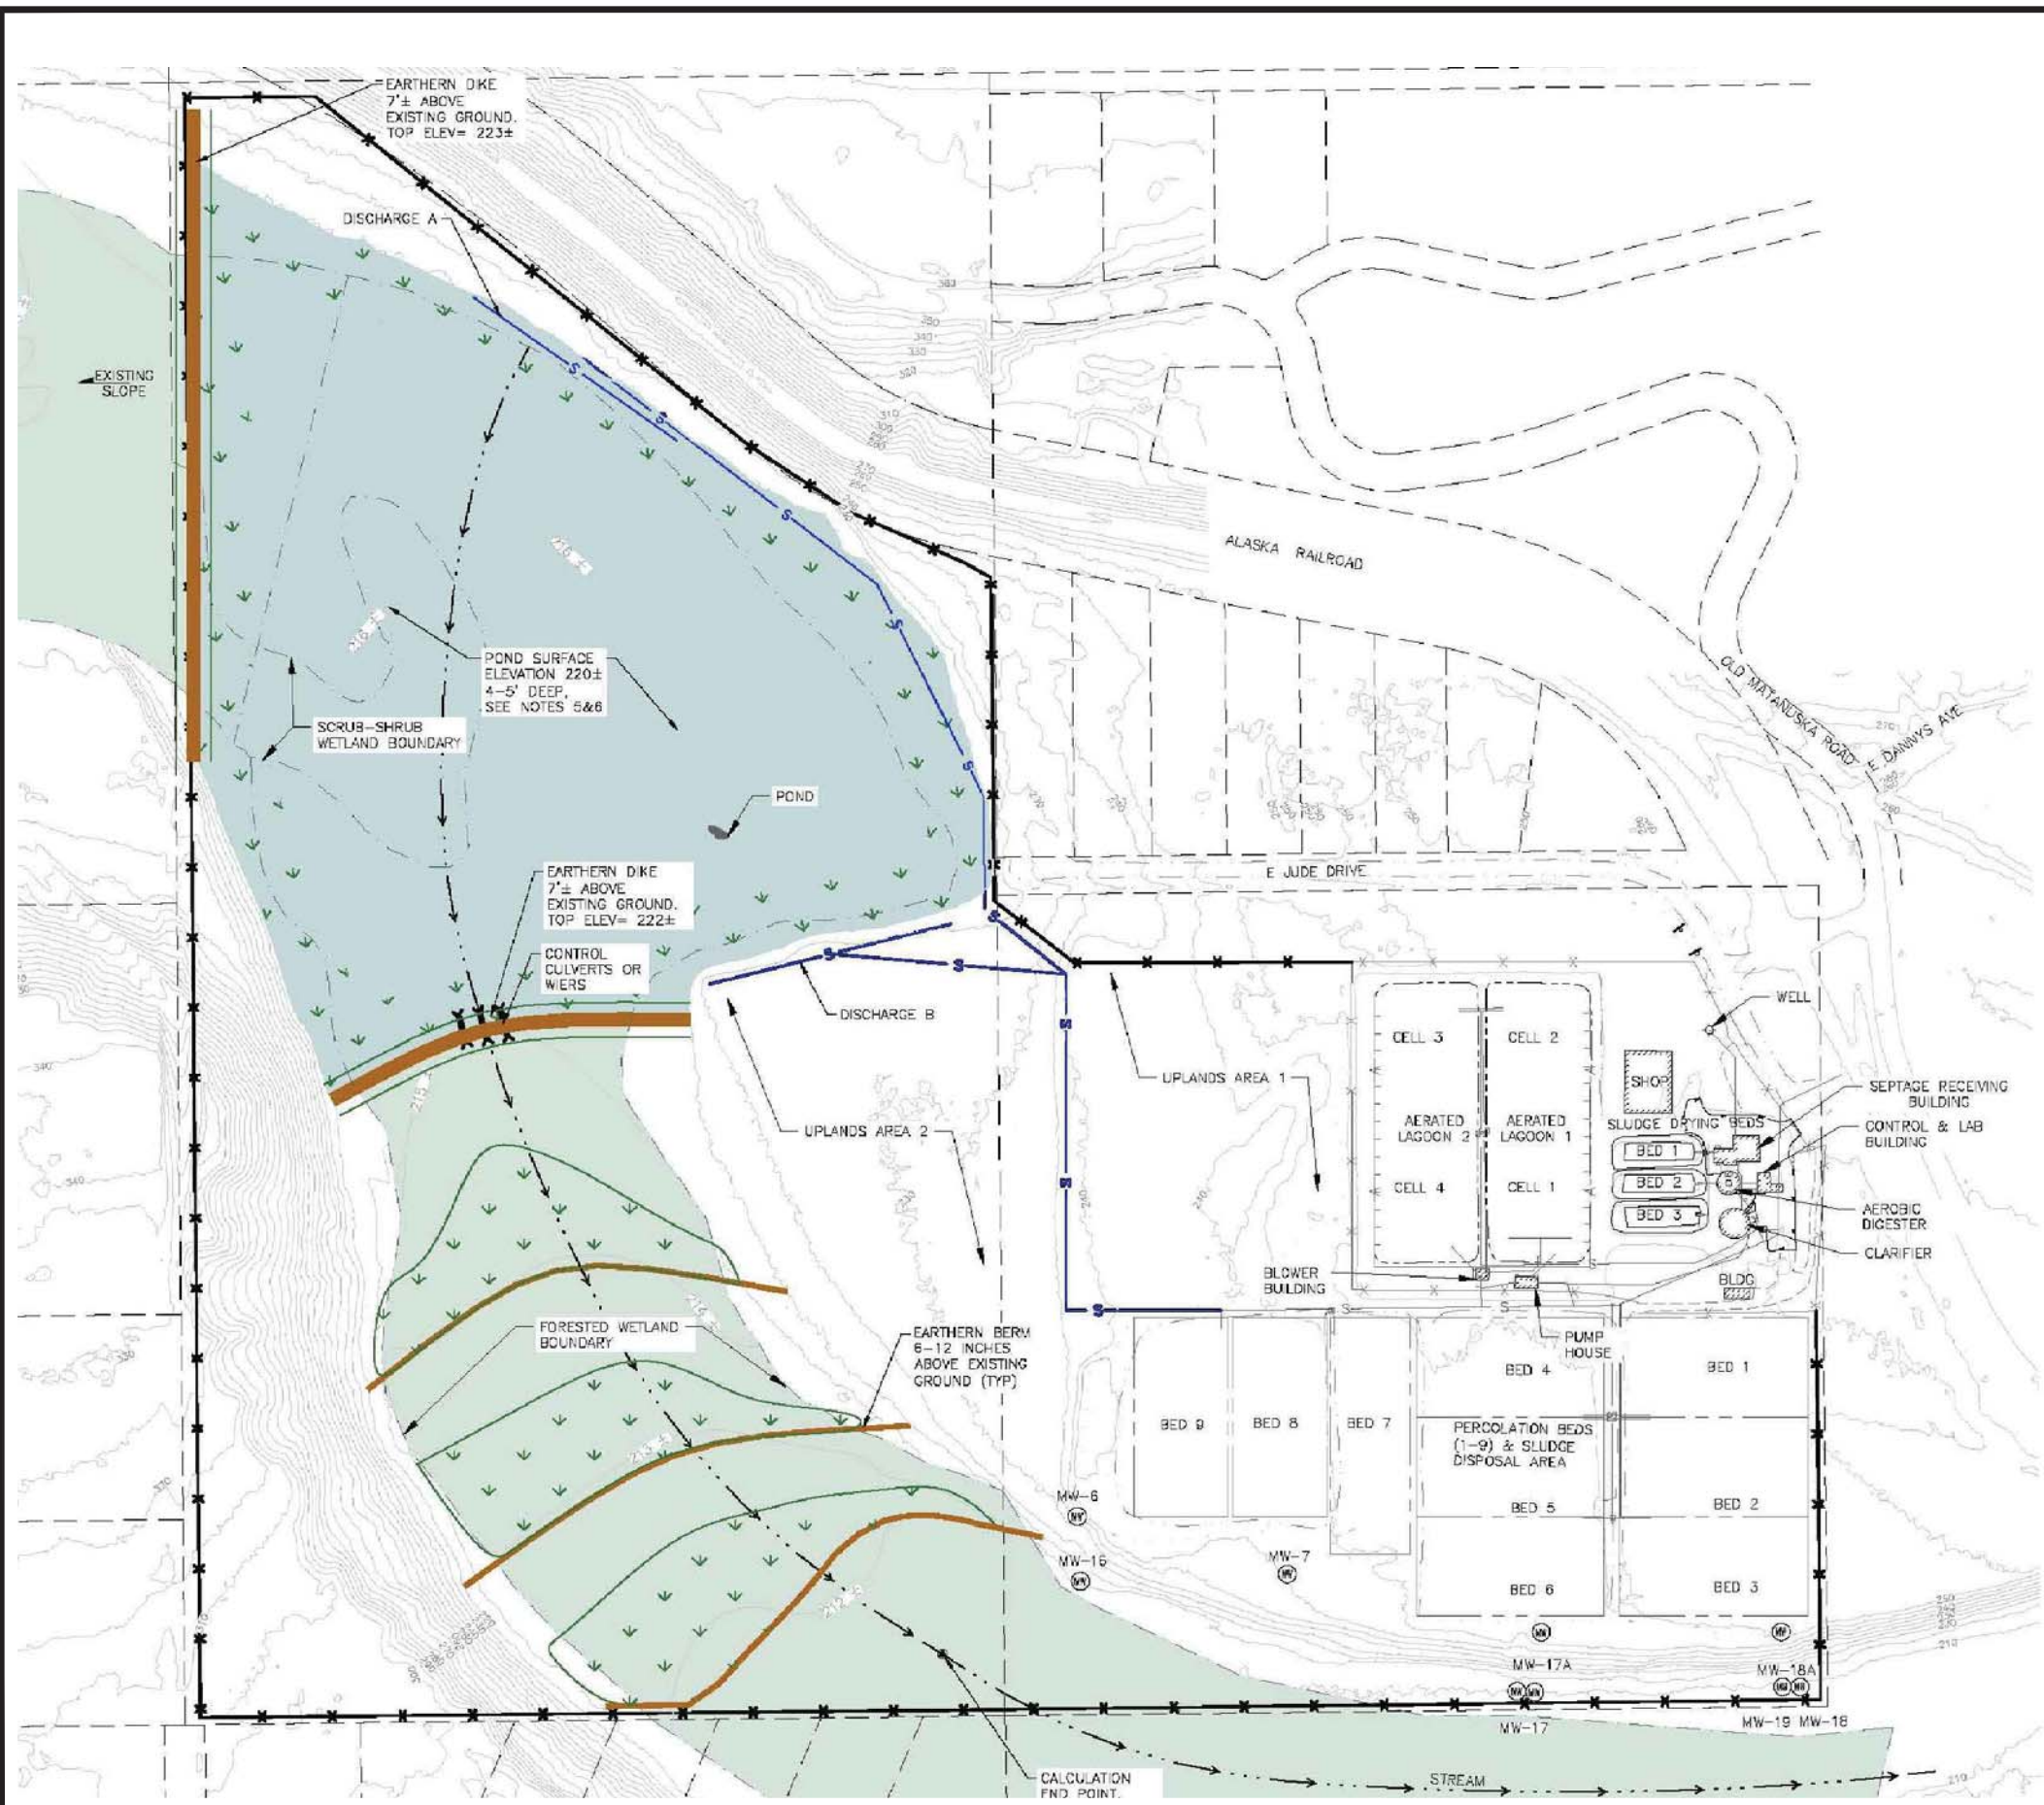 EARTHERN DIKE
7'± ABOVE
EXISTING GROUND.
TOP ELEV= 223±
DISCHARGE A
EXISTING
SLOPE
360
350
340
330
320
310
ALASKA RAILROAD
OLD MATANUSKA ROAD
E DANNYS AVE
POND SURFACE
ELEVATION 220±
4-5' DEEP,
SEE NOTES 5&6
SCRUB-SHRUB
WETLAND BOUNDARY
POND
E JUDE DRIVE
EARTHERN DIKE
7'± ABOVE
EXISTING GROUND.
TOP ELEV= 222±
CONTROL
CULVERTS OR
WIERS
DISCHARGE B
WELL
CELL 3
CELL 2
SHOP
UPLANDS AREA 1
SEPTAGE RECEIVING
BUILDING
UPLANDS AREA 2
AERATED
LAGOON 2
AERATED
LAGOON 1
SLUDGE DRYING BEDS
CONTROL & LAB
BUILDING
BED 1
BED 2
BED 3
CELL 4
CELL 1
AEROBIC
DIGESTER
CLARIFIER
BLOWER
BUILDING
BLDG
FORESTED WETLAND
BOUNDARY
EARTHERN BERM
6-12 INCHES
ABOVE EXISTING
GROUND (TYP)
PUMP
HOUSE
BED 4
BED 1
BED 9
BED 8
BED 7
PERCOLATION BEDS
(1-9) & SLUDGE
DISPOSAL AREA
BED 5
BED 2
MW-6
MW-16
MW-7
BED 6
BED 3
MW-17A
MW-18A
MW-17
MW-19 MW-18
CALCULATION
END POINT.
STREAM
210